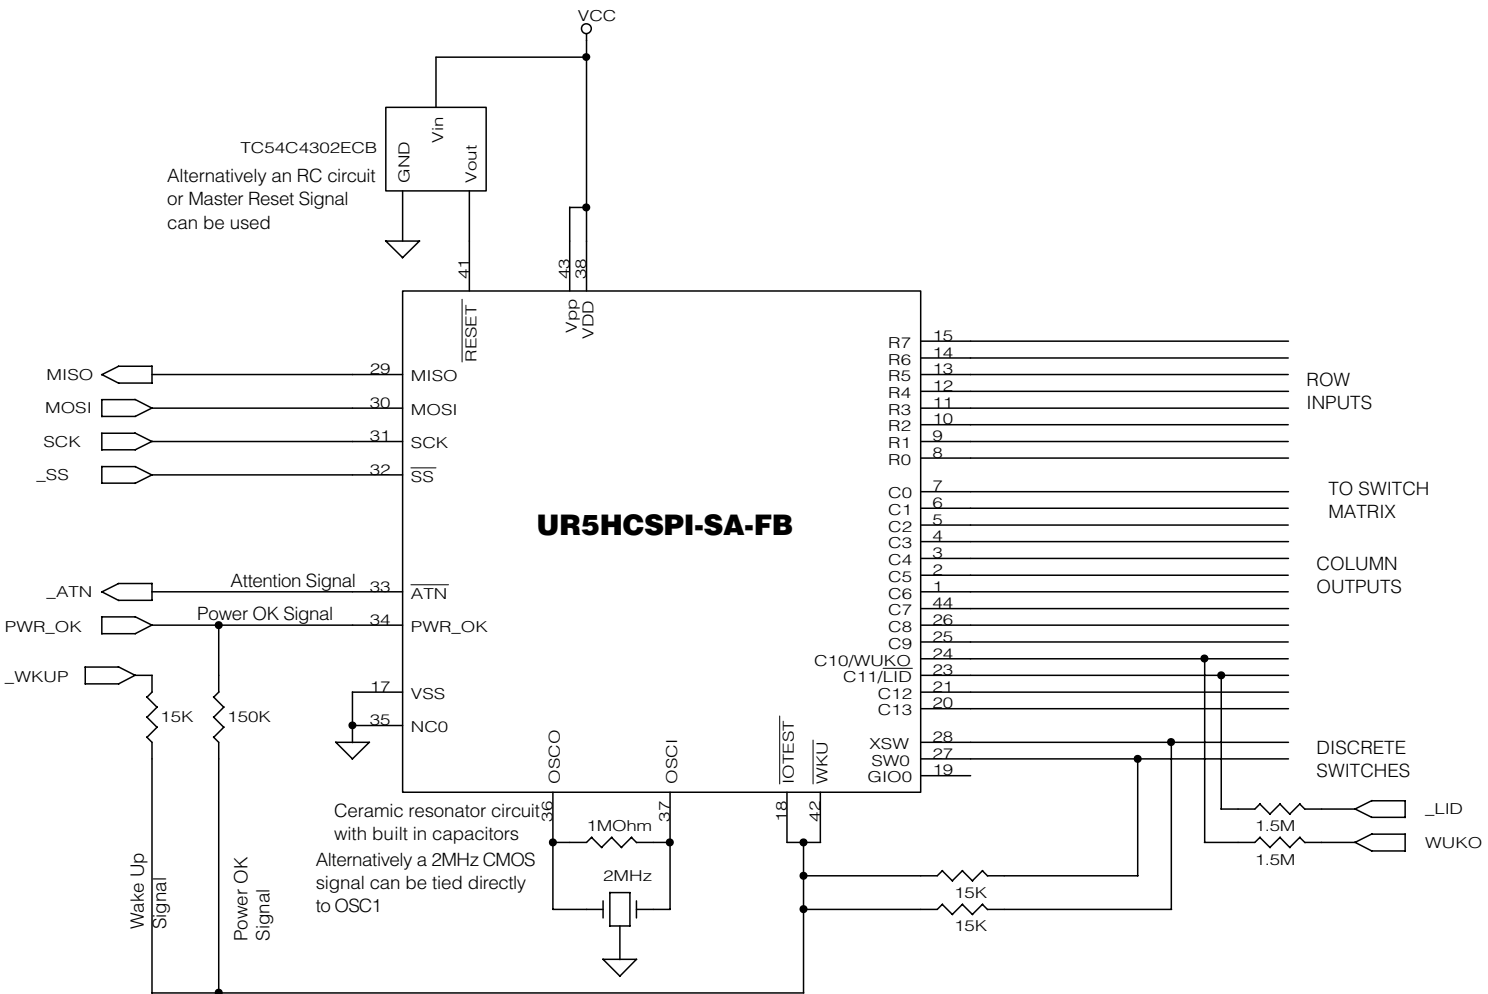 VCC
TC54C4302ECB
Alternatively an RC circuit
or Master Reset Signal
can be used
GND
Vin
Vout
41
43
38
RESET
Vpp
VDD
MISO
29
MISO
MOSI
30
MOSI
SCK
31
SCK
_SS
32
SS
UR5HCSPI-SA-FB
_ATN
Attention Signal
33
ATN
PWR_OK
Power OK Signal
34
PWR_OK
_WKUP
15K
150K
17
VSS
35
NC0
R7
15
R6
14
R5
13
R4
12
R3
11
R2
10
R1
9
R0
8
ROW
INPUTS
C0
7
C1
6
C2
5
C3
4
C4
3
C5
2
C6
1
C7
44
C8
26
C9
25
C10/WUKO
24
C11/LID
23
C12
21
C13
20
TO SWITCH
MATRIX
COLUMN
OUTPUTS
XSW
28
SW0
27
GIO0
19
DISCRETE
SWITCHES
OSCO
OSCI
IOTEST
WKU
36
37
18
42
Ceramic resonator circuit
with built in capacitors
Alternatively a 2MHz CMOS
signal can be tied directly
to OSC1
1MOhm
2MHz
_LID
1.5M
WUKO
1.5M
15K
15K
Wake Up
Signal
Power OK
Signal